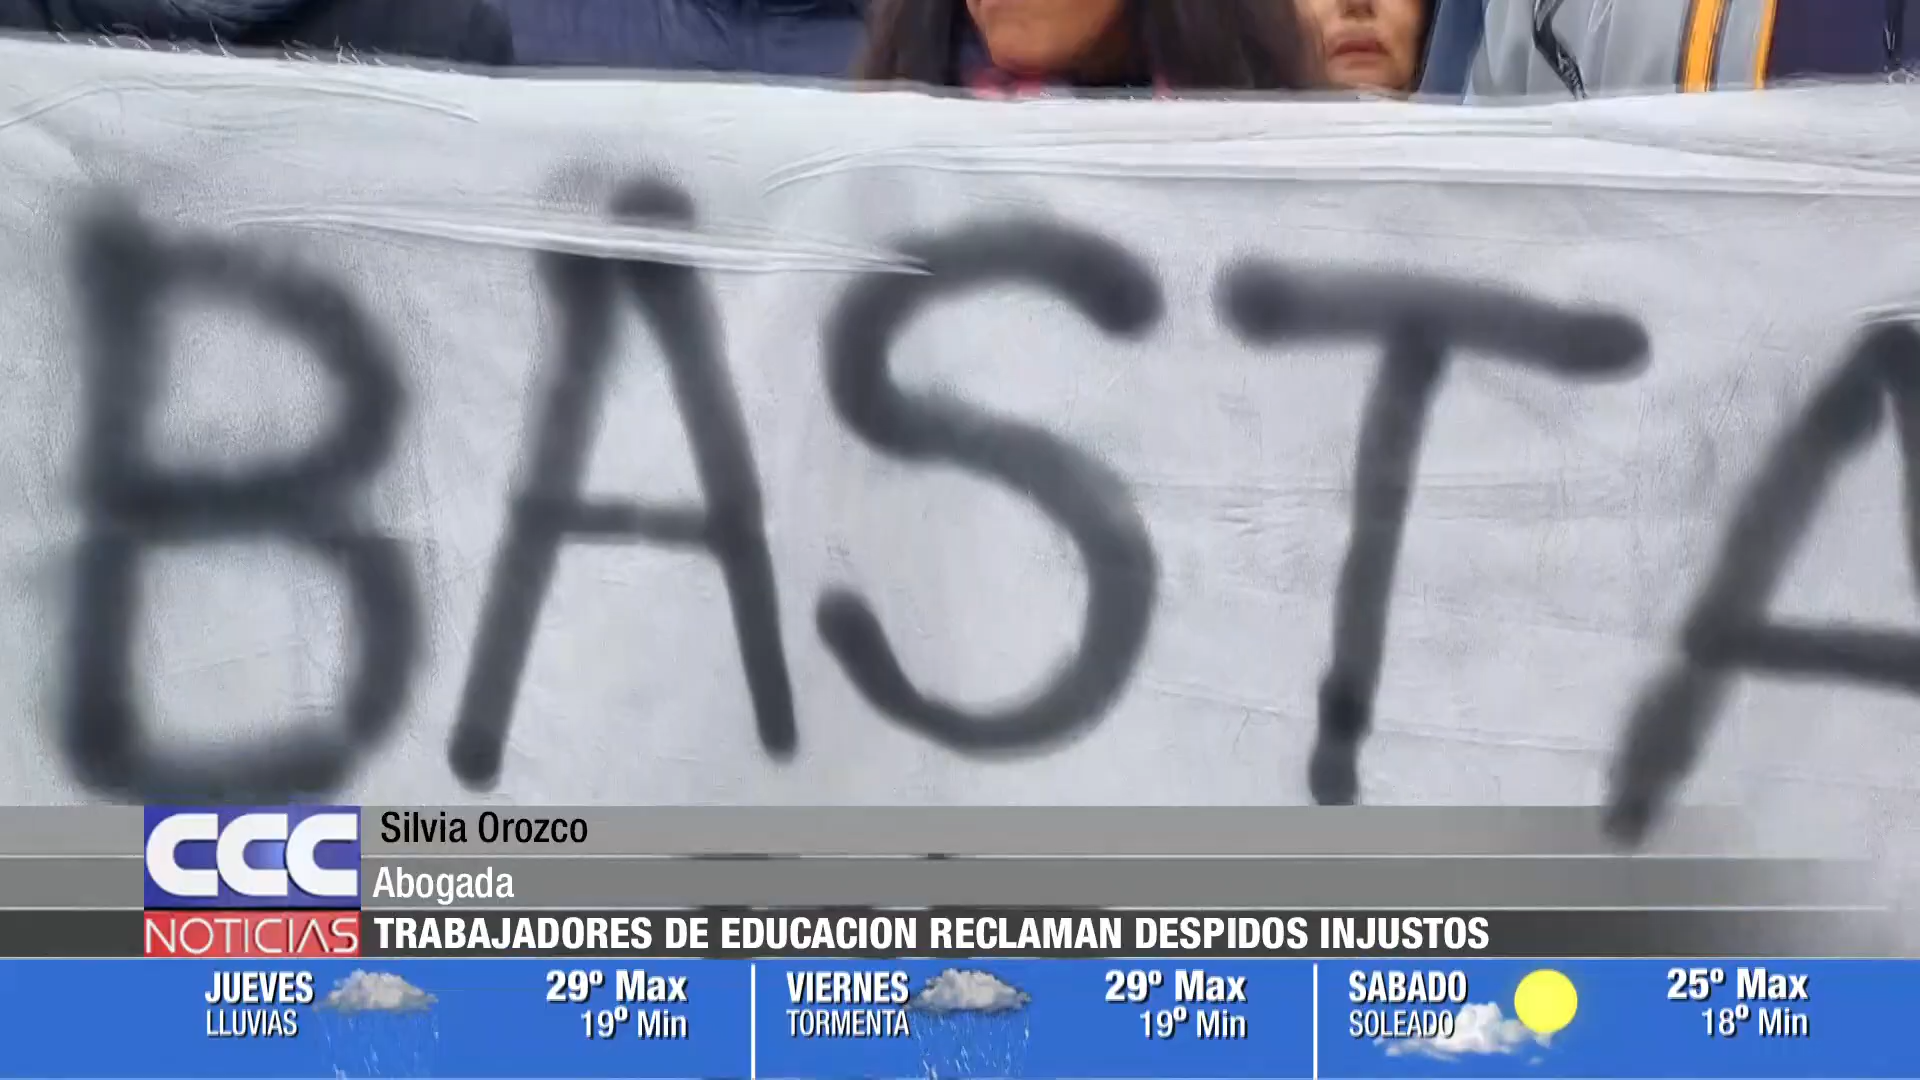 BASTA
Silvia Orozco
Abogada
CCC
NOTICIAS
TRABAJADORES DE EDUCACION RECLAMAN DESPIDOS INJUSTOS
JUEVES
LLUVIAS
29º Max
19º Min
VIERNES
TORMENTA
29º Max
19º Min
SABADO
SOLEADO
25º Max
18º Min